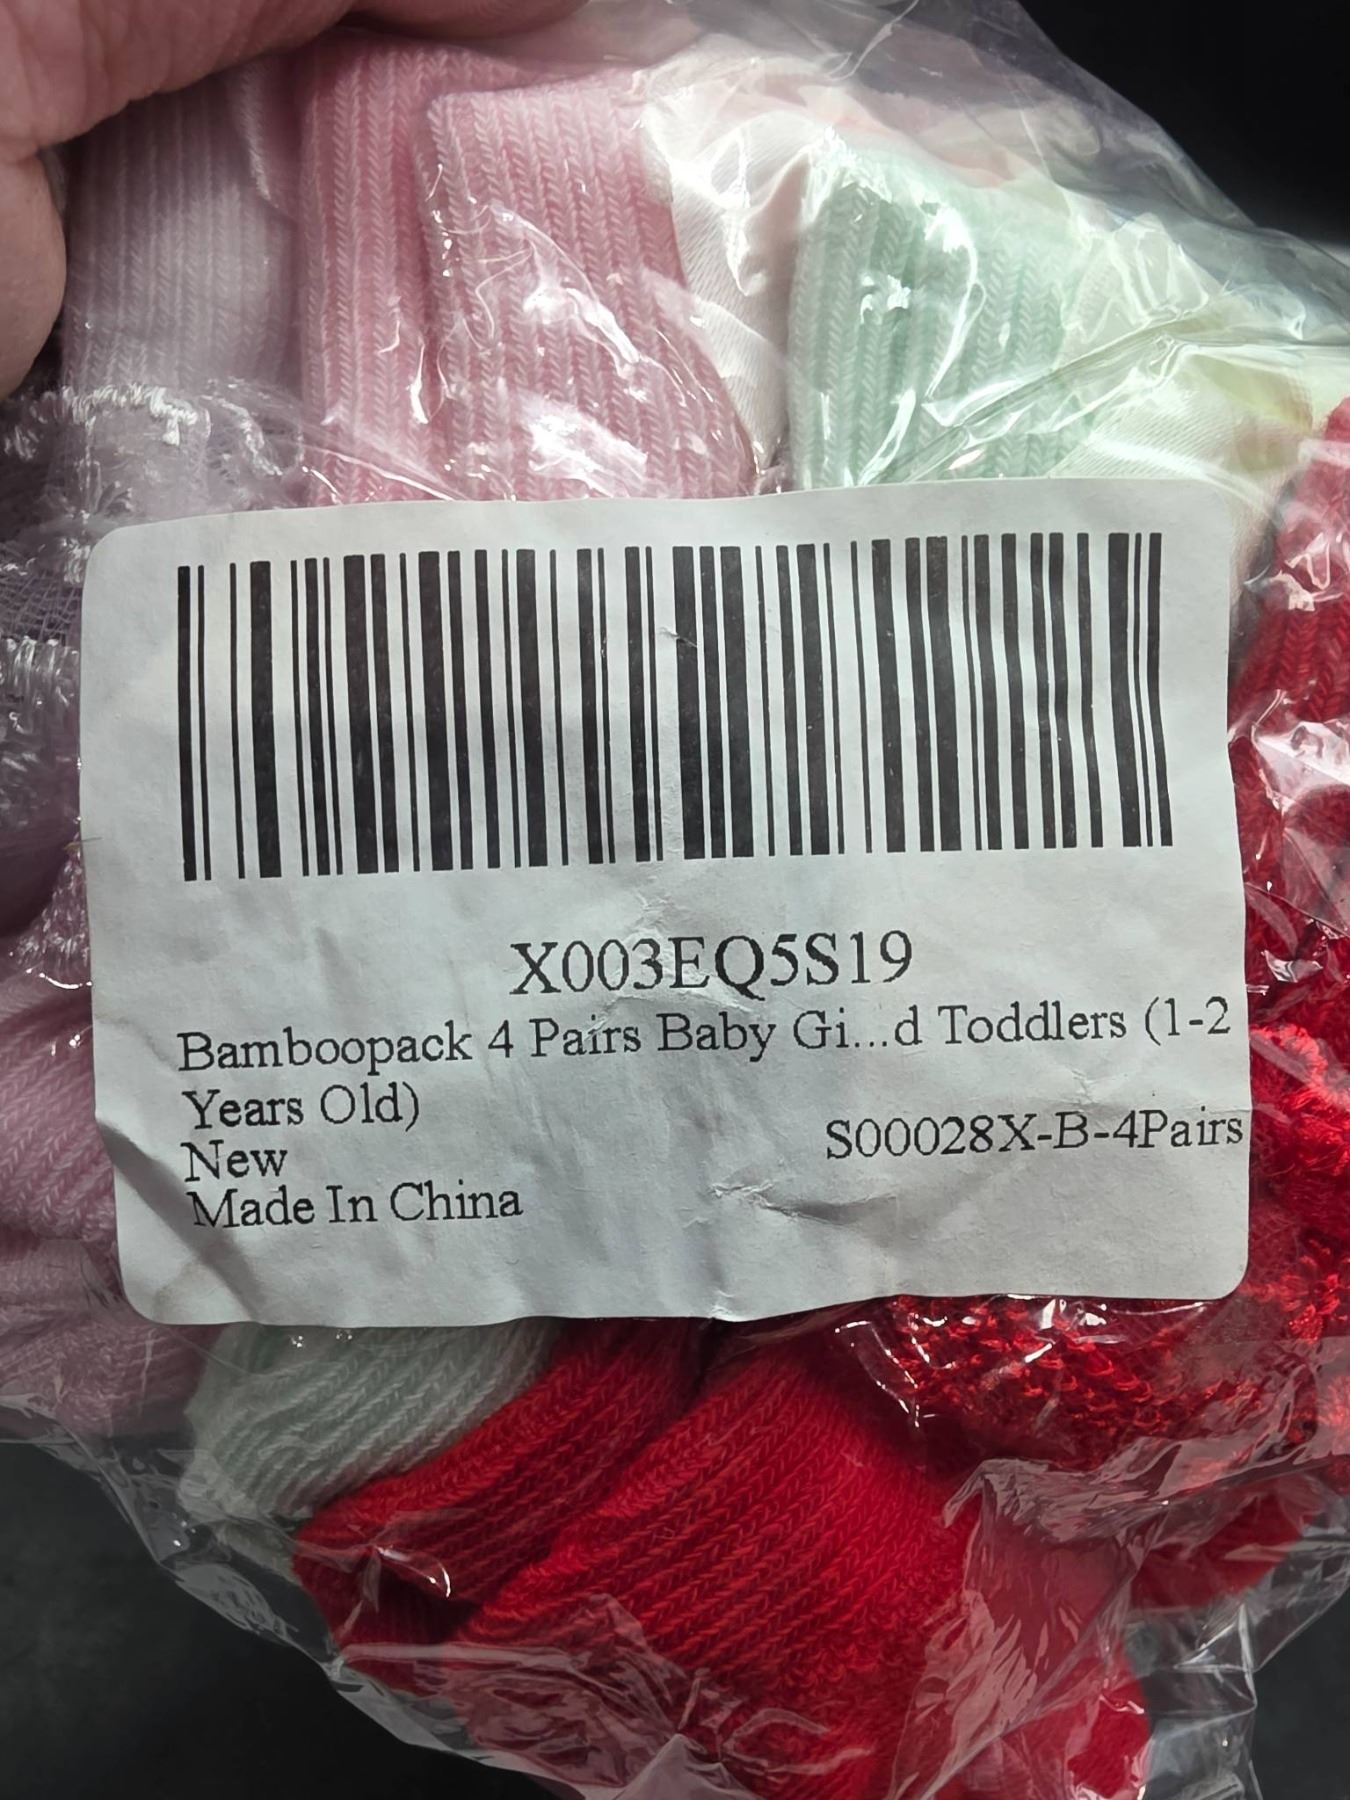 X003EQ5S19
Bamboopack 4 Pairs Baby Gi...d Toddlers (1-2
Years Old)
New
S00028X-B-4Pairs
Made In China